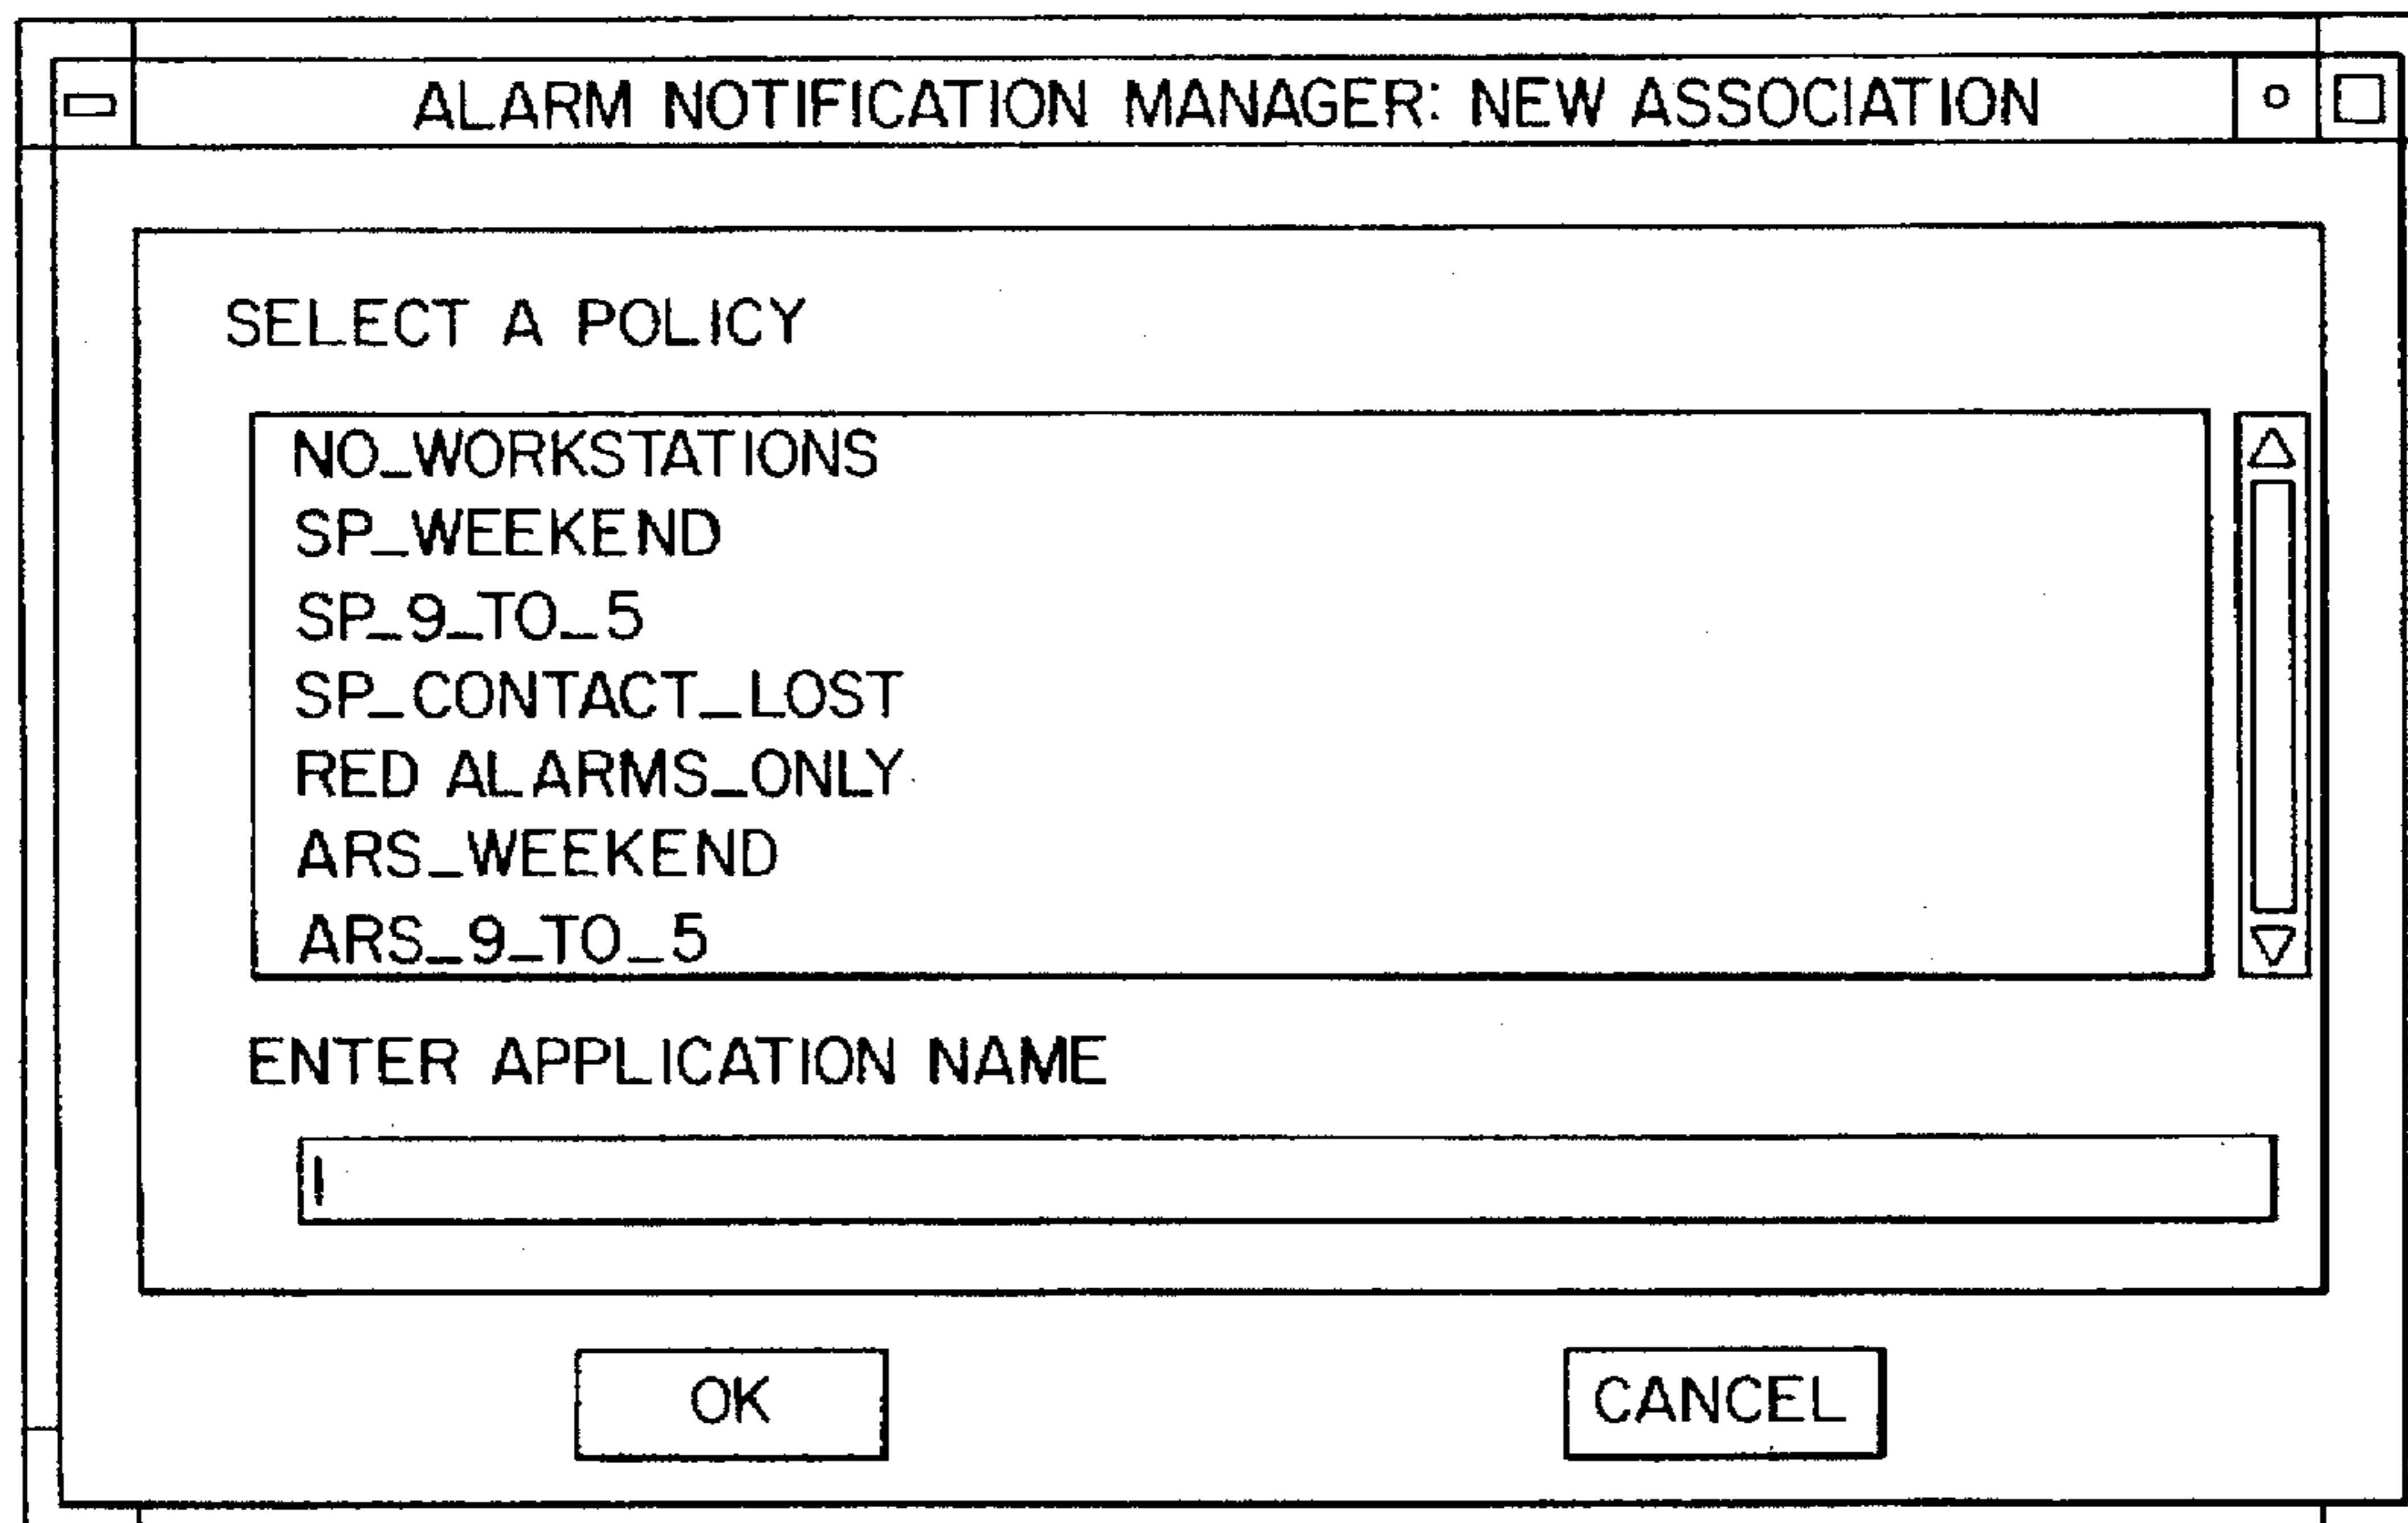 ALARM NOTIFICATION MANAGER: NEW ASSOCIATION
SELECT A POLICY
NO_WORKSTATIONS
SP_WEEKEND
SP_9_TO_5
SP_CONTACT_LOST
RED ALARMS_ONLY
ARS_WEEKEND
ARS_9_TO_5
ENTER APPLICATION NAME
OK
CANCEL